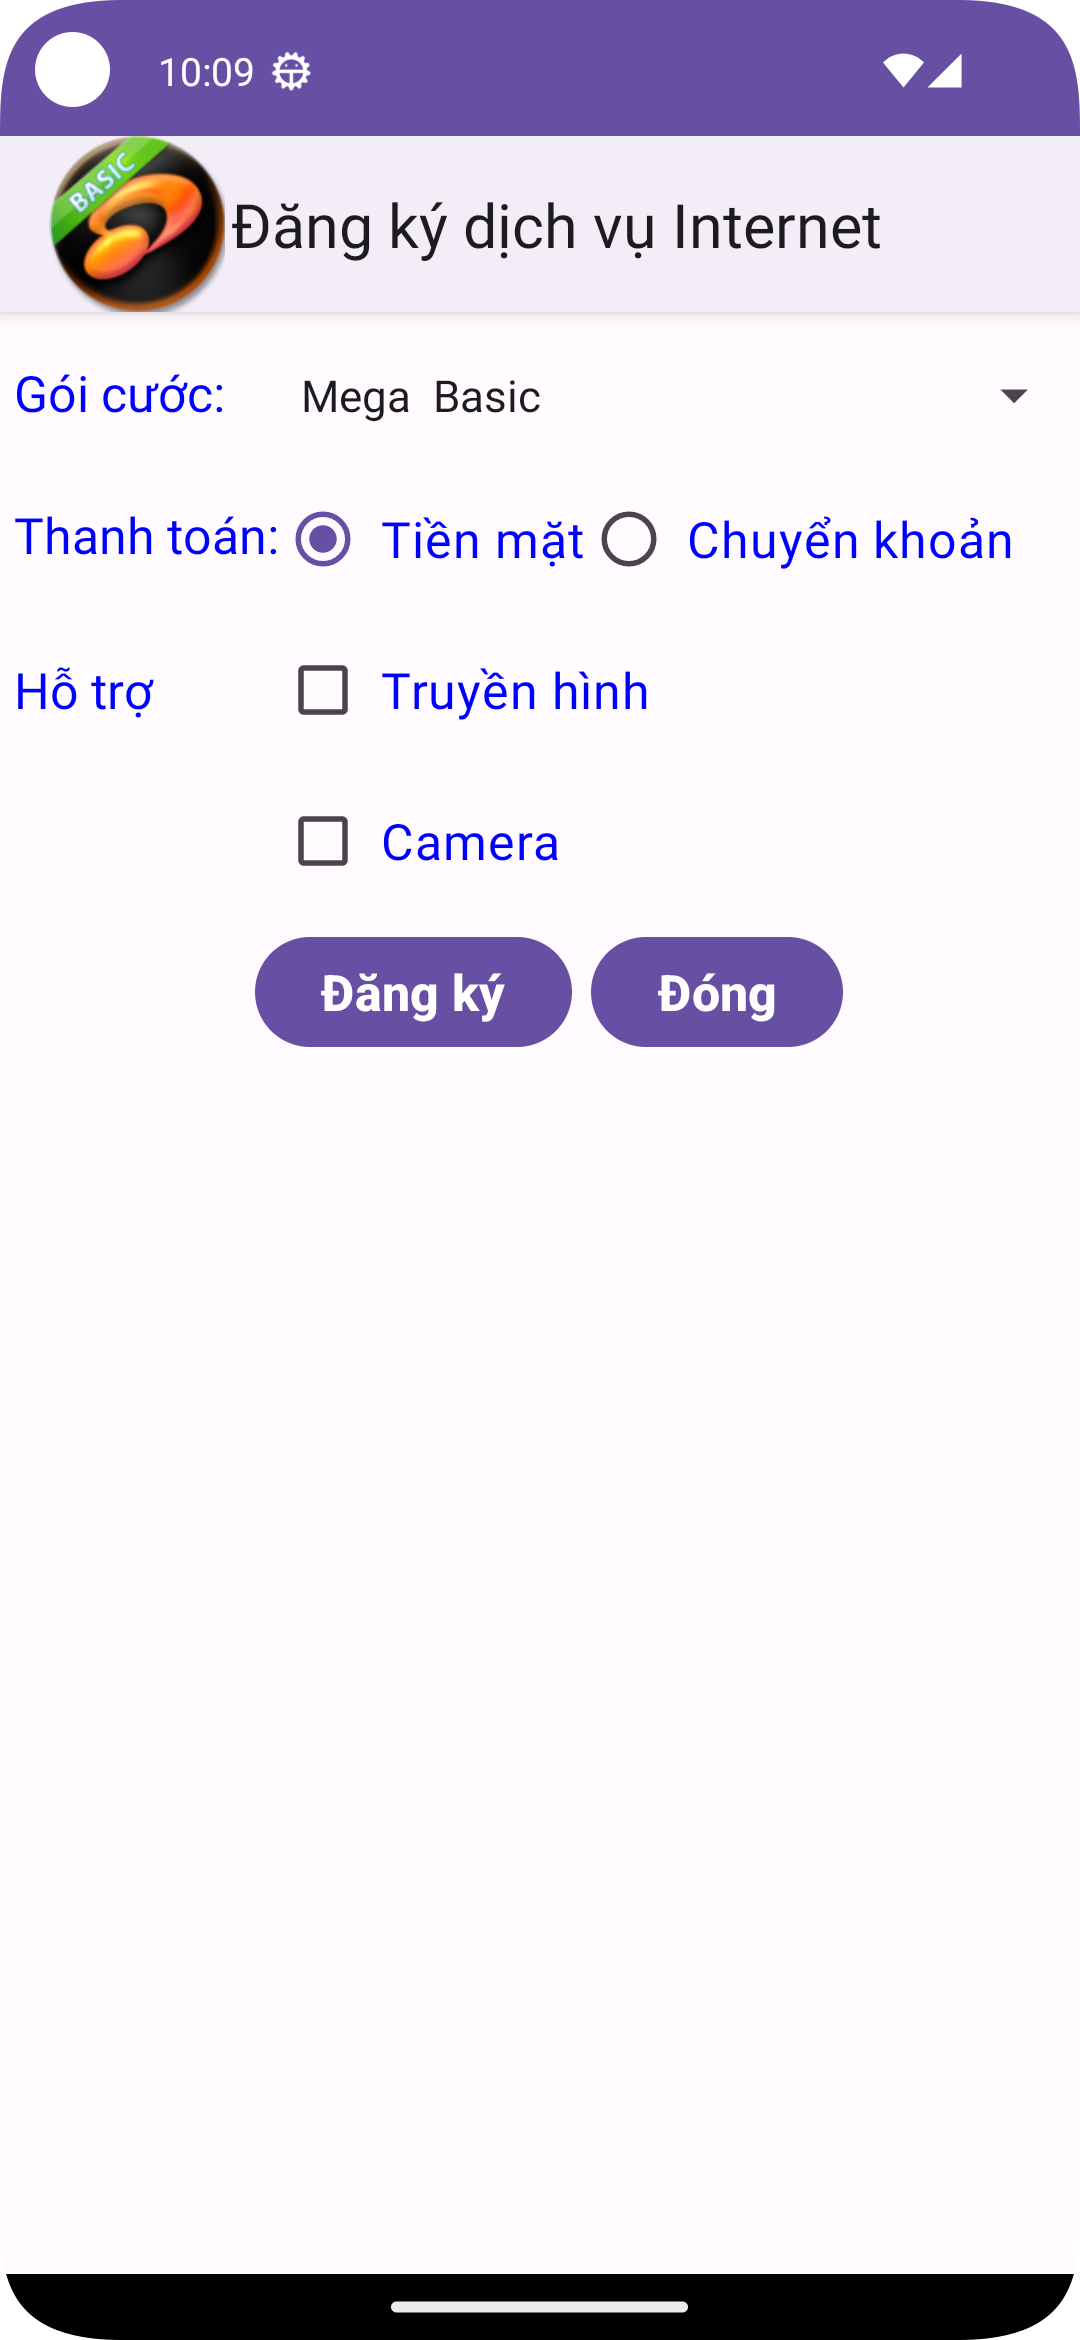 10:09
BASIC
Đăng ký dịch vụ Internet
Gói cước: Mega Basic
Thanh toán: Tiền mặt Chuyển khoản
Hỗ trợ Truyền hình
Camera
Đăng ký Đóng